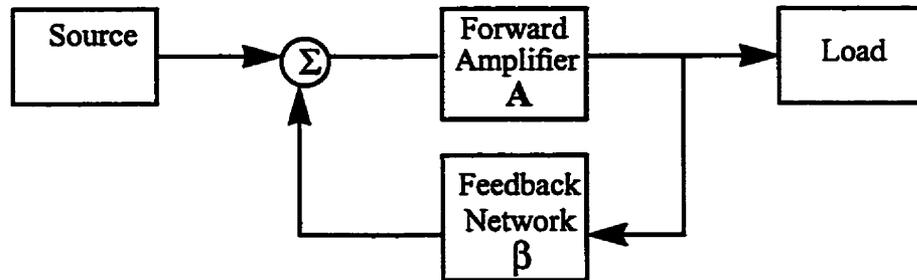 Source
Σ
Forward
Amplifier
A
Load
Feedback
Network
β